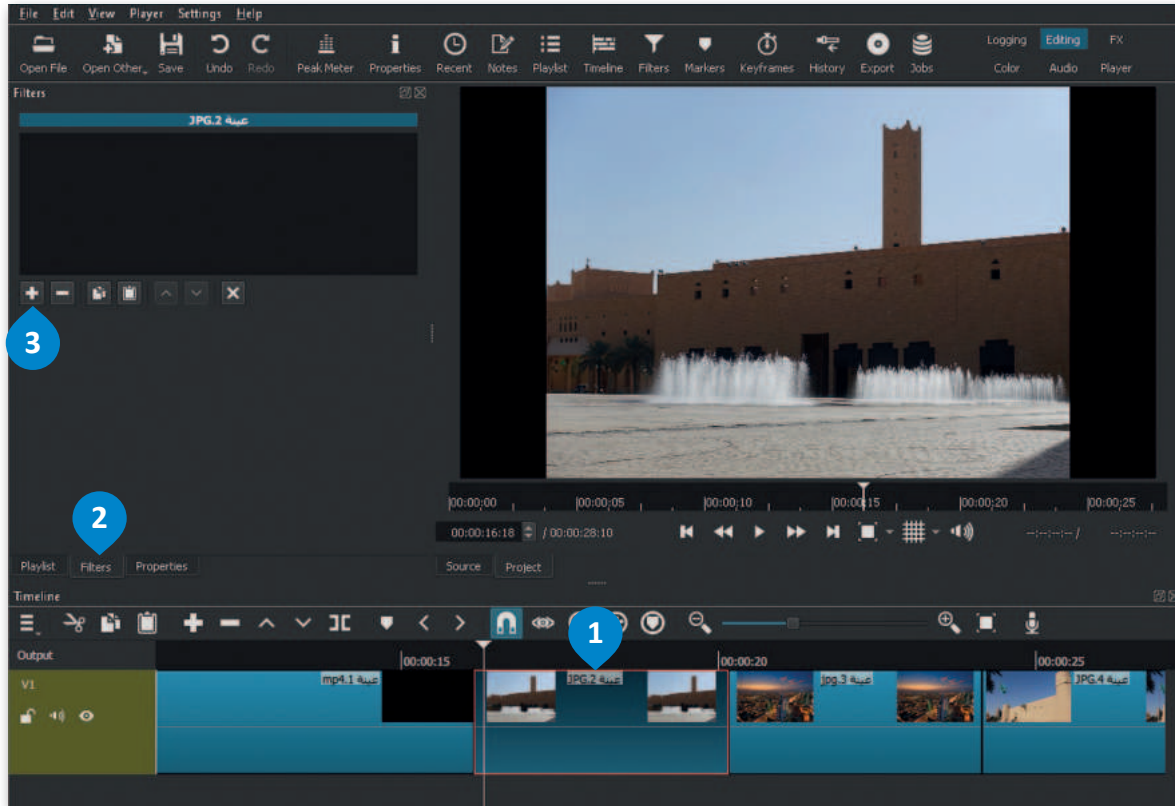 File Edit View Player Settings Help
Open File Open Other Save Undo Redo Peak Meter Properties Recent Notes Playlist Timeline Filters Markers Keyframes History Export Jobs
Logging Editing FX
Color Audio Player
Filters
عينة JPG.2
3
|00:00:00 |00:00:05 |00:00:10 |00:00:15 |00:00:20 |00:00:25
00:00:16:18 / 00:00:28:10 --:--:--:-- / --:--:--:--
2
Playlist Filters Properties Source Project
Timeline
1
Output |00:00:15 |00:00:20 |00:00:25
V1 عينة mp4.1 عينة JPG.2 عينة jpg.3 عينة JPG.4